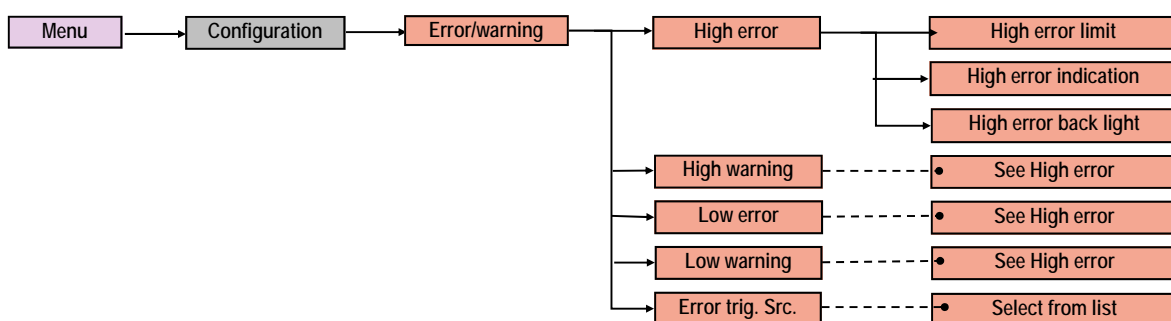 Menu
Configuration
Error/warning
High error
High error limit
High error indication
High error back light
High warning
See High error
Low error
See High error
Low warning
See High error
Error trig. Src.
Select from list